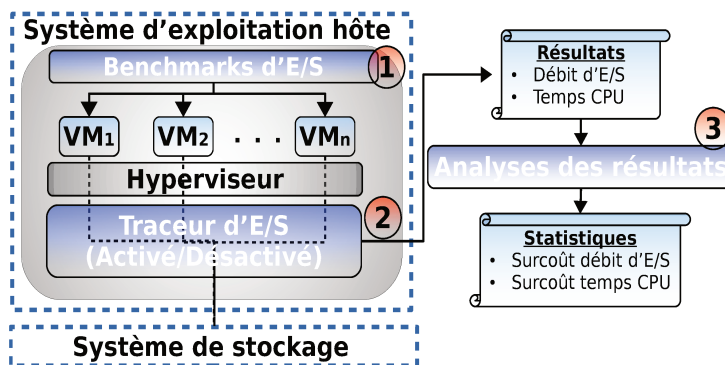 Système d'exploitation hôte
Benchmarks d'E/S
1
VM1
VM2
. . .
VMn
Hyperviseur
2
Traceur d'E/S
(Activé/Désactivé)
Système de stockage
Résultats
• Débit d'E/S
• Temps CPU
3
Analyses des résultats
Statistiques
• Surcoût débit d'E/S
• Surcoût temps CPU